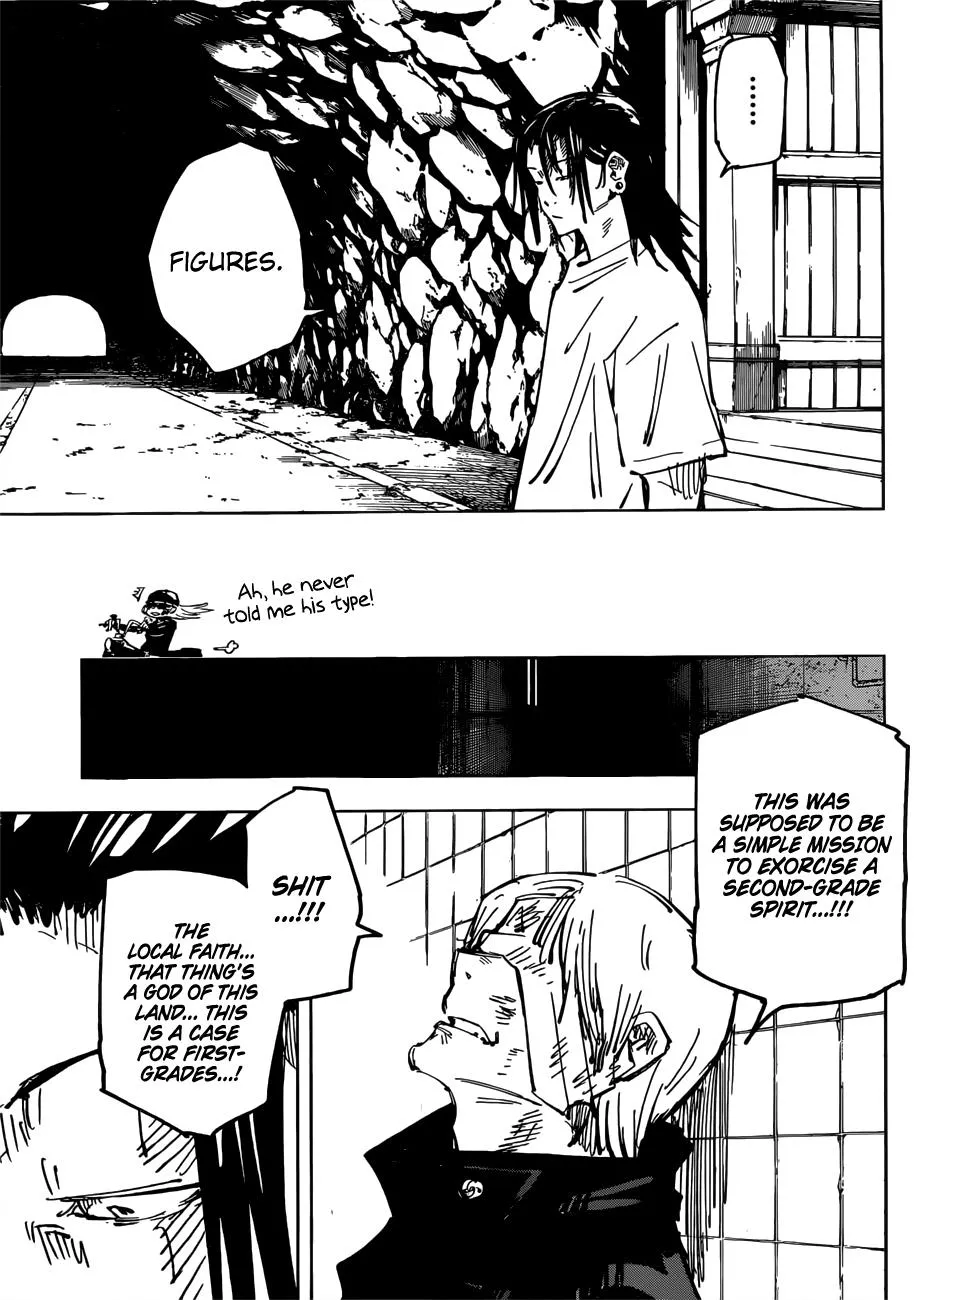 .......
FIGURES.
Ah, he never
told me his type!
THIS WAS
SUPPOSED TO BE
A SIMPLE MISSION
TO EXORCISE A
SECOND-GRADE
SPIRIT...!!!
SHIT
...!!!
THE
LOCAL FAITH...
THAT THING'S
A GOD OF THIS
LAND... THIS
IS A CASE
FOR FIRST-
GRADES...!